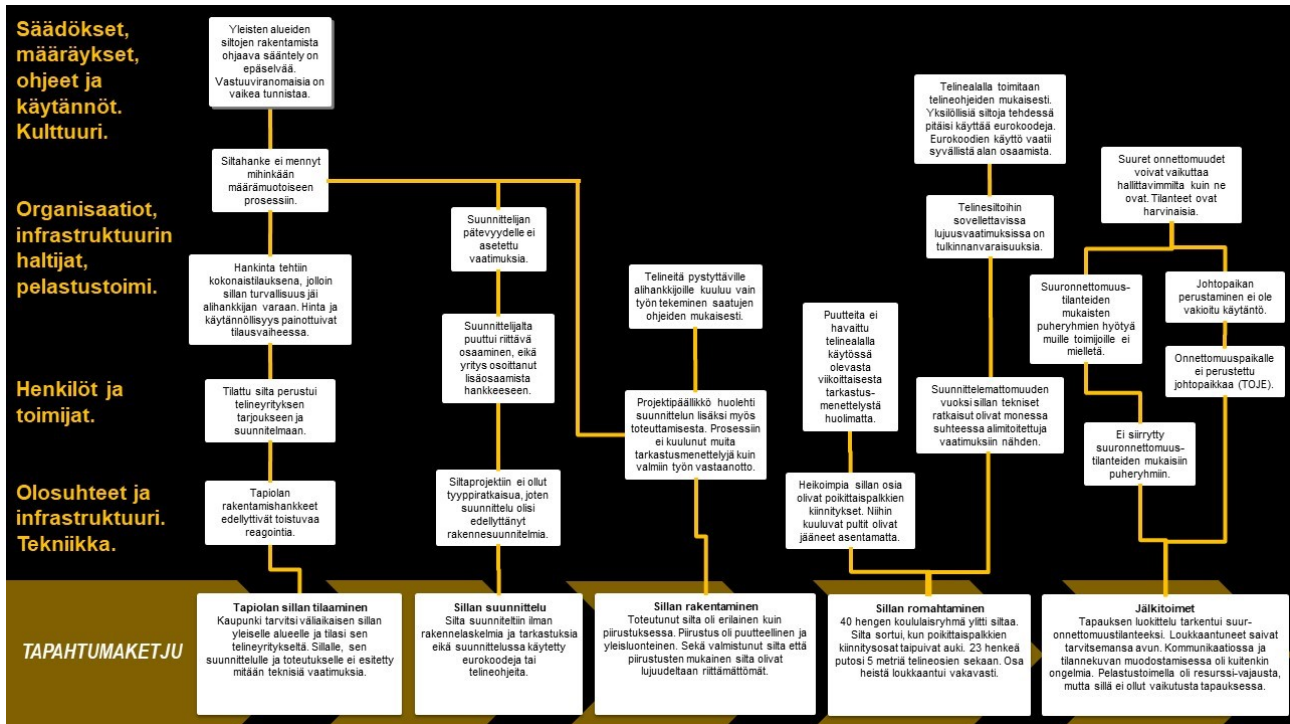 Säädökset,
määräykset,
ohjeet ja
käytännöt.
Kulttuuri.
Organisaatiot,
infrastruktuurin
haltijat,
pelastustoimi.
Henkilöt ja
toimijat.
Olosuhteet ja
infrastruktuuri.
Tekniikka.
Yleisten alueiden
siltojen rakentamista
ohjaava sääntely on
epäselvää.
Vastuuviranomaisia on
vaikea tunnistaa.
Siltahanke ei mennyt
mihinkään
määrämuotoiseen
prosessiin.
Hankinta tehtiin
kokonaistilauksena, jolloin
sillan turvallisuus jäi
alihankkijan varaan. Hinta ja
käytännöllisyys painottuivat
tilausvaiheessa.
Tilattu silta perustui
telineyrityksen
tarjoukseen ja
suunnitelmaan.
Tapiolan
rakentamishankkeet
edellyttivät toistuvaa
reagointia.
Suunnittelijan
pätevyydelle ei
asetettu
vaatimuksia.
Suunnittelijalta
puuttui riittävä
osaaminen, eikä
yritys osoittanut
lisäosaamista
hankkeeseen.
Siltaprojektiin ei ollut
tyyppiratkaisua, joten
suunnittelu olisi
edellyttänyt
rakennesuunnitelmia.
Telineitä pystyttäville
alihankkijoille kuuluu vain
työn tekeminen saatujen
ohjeiden mukaisesti.
Projektipäällikkö huolehti
suunnittelun lisäksi myös
toteuttamisesta. Prosessiin
ei kuulunut muita
tarkastusmenettelyjä kuin
valmiin työn vastaanotto.
Puutteita ei
havaittu
telinealalla
käytössä
olevasta
viikoittaisesta
tarkastus-
menettelystä
huolimatta.
Heikoimpia sillan osia
olivat poikittaispalkkien
kiinnitykset. Niihin
kuuluvat pultit olivat
jääneet asentamatta.
Telinealalla toimitaan
telineohjeiden mukaisesti.
Yksilöllisiä siltoja tehdessä
pitäisi käyttää eurokoodeja.
Eurokoodien käyttö vaatii
syvällistä alan osaamista.
Telinesiltoihin
sovellettavissa
lujuusvaatimuksissa on
tulkinnanvaraisuuksia.
Suunnittelemattomuuden
vuoksi sillan tekniset
ratkaisut olivat monessa
suhteessa alimitoitettuja
vaatimuksiin nähden.
Suuret onnettomuudet
voivat vaikuttaa
hallittavimmilta kuin ne
ovat. Tilanteet ovat
harvinaisia.
Suuronnettomuus-
tilanteiden
mukaisten
puheryhmien hyötyä
muille toimijoille ei
mielletä.
Ei siirrytty
suuronnettomuus-
tilanteiden mukaisiin
puheryhmiin.
Johtopaikan
perustaminen ei ole
vakioitu käytäntö.
Onnettomuuspaikalle
ei perustettu
johtopaikkaa (TOJE).
TAPAHTUMAKETJU
Tapiolan sillan tilaaminen
Kaupunki tarvitsi väliaikaisen sillan
yleiselle alueelle ja tilasi sen
telineyritykseltä. Sillalle, sen
suunnittelulle ja toteutukselle ei esitetty
mitään teknisiä vaatimuksia.
Sillan suunnittelu
Silta suunniteltiin ilman
rakennelaskelmia ja tarkastuksia
eikä suunnittelussa käytetty
eurokoodeja tai
telineohjeita.
Sillan rakentaminen
Toteutunut silta oli erilainen kuin
piirustuksessa. Piirustus oli puutteellinen ja
yleisluonteinen. Sekä valmistunut silta että
piirustusten mukainen silta olivat
lujuudeltaan riittämättömät.
Sillan romahtaminen
40 hengen koululaisryhmä ylitti siltaa.
Silta sortui, kun poikittaispalkkien
kiinnitysosat taipuivat auki. 23 henkeä
putosi 5 metriä telineosien sekaan. Osa
heistä loukkaantui vakavasti.
Jälkitoimet
Tapauksen luokittelu tarkentui suur-
onnettomuustilanteeksi. Loukkaantuneet saivat
tarvitsemansa avun. Kommunikaatiossa ja
tilannekuvan muodostamisessa oli kuitenkin
ongelmia. Pelastustoimella oli resurssi-vajausta,
mutta sillä ei ollut vaikutusta tapauksessa.